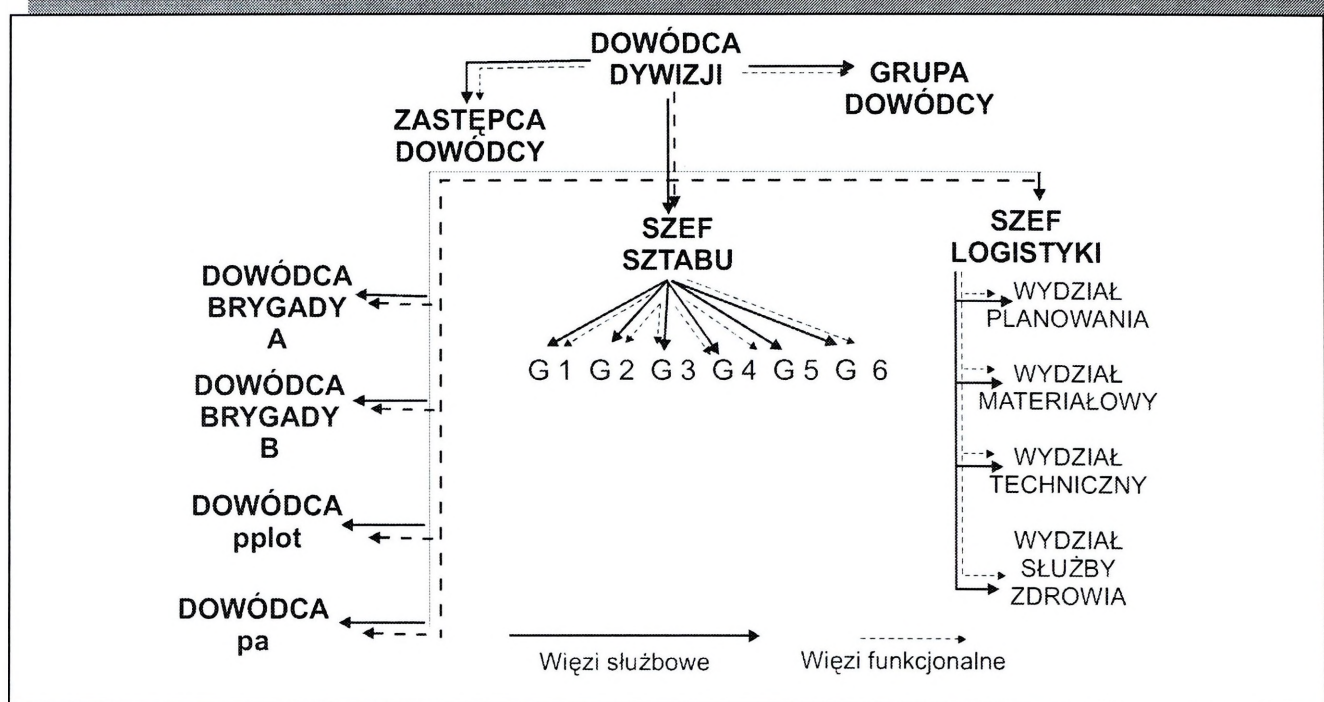 DOWÓDCA
DYWIZJI
GRUPA
DOWÓDCY
ZASTĘPCA
DOWÓDCY
SZEF
SZTABU
SZEF
LOGISTYKI
DOWÓDCA
BRYGADY
A
DOWÓDCA
BRYGADY
B
DOWÓDCA
pplot
DOWÓDCA
pa
G 1 G 2 G 3 G 4 G 5 G 6
WYDZIAŁ
PLANOWANIA
WYDZIAŁ
MATERIAŁOWY
WYDZIAŁ
TECHNICZNY
WYDZIAŁ
SŁUŻBY
ZDROWIA
Więzi służbowe
Więzi funkcjonalne